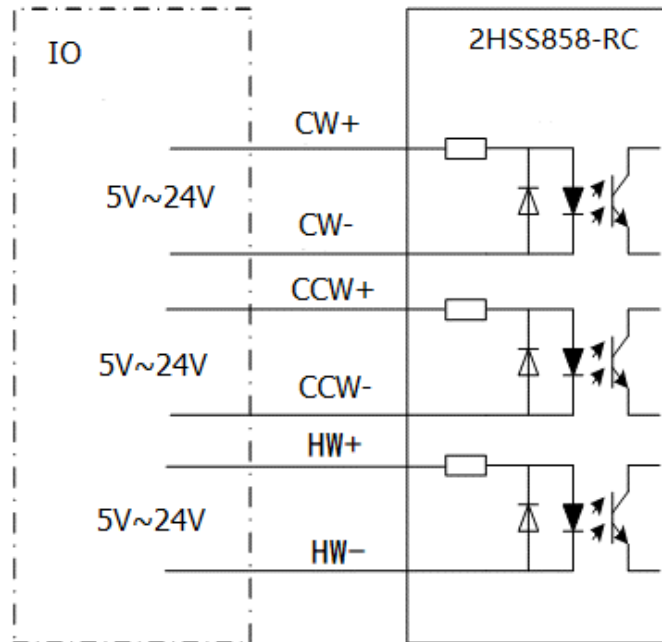 IO
2HSS858-RC
CW+
5V~24V
CW-
CCW+
5V~24V
CCW-
HW+
5V~24V
HW-